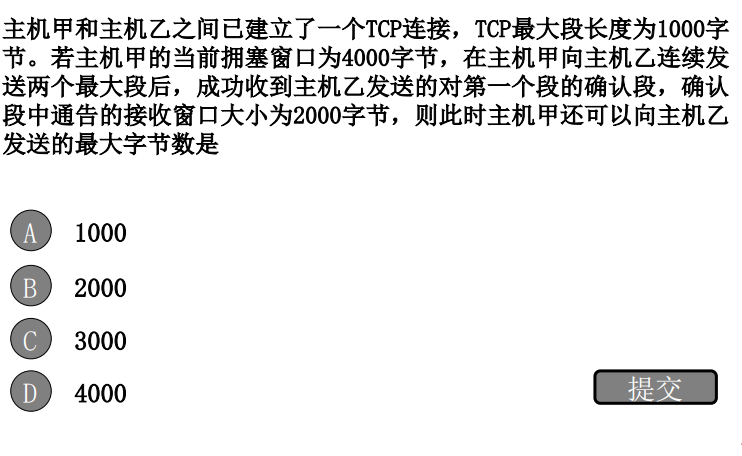 主机甲和主机乙之间已建立了一个TCP连接，TCP最大段长度为1000字
节。若主机甲的当前拥塞窗口为4000字节，在主机甲向主机乙连续发
送两个最大段后，成功收到主机乙发送的对第一个段的确认段，确认
段中通告的接收窗口大小为2000字节，则此时主机甲还可以向主机乙
发送的最大字节数是
A 1000
B 2000
C 3000
D 4000
提交